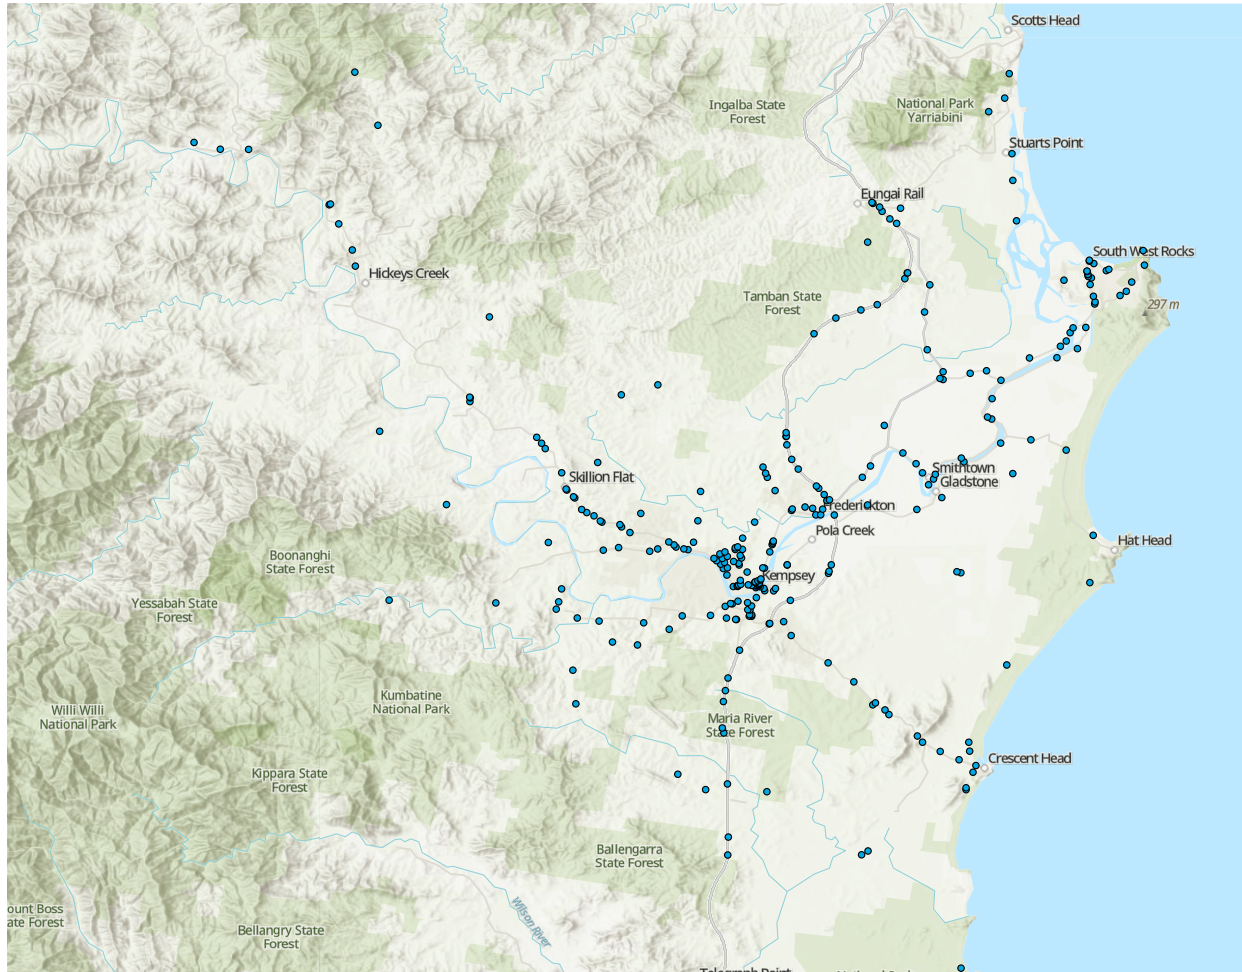 Scotts Head
Ingalba State
Forest
National Park
Yarriabini
Stuarts Point
Eungai Rail
South West Rocks
Hickeys Creek
297 m
Tamban State
Forest
Skillion Flat
Smithtown
Gladstone
Frederickton
Pola Creek
Hat Head
Boonanghi
State Forest
Kempsey
Yessabah State
Forest
Kumbatine
National Park
Willi Willi
National Park
Maria River
State Forest
Crescent Head
Kippara State
Forest
Ballengarra
State Forest
ount Boss
ate Forest
Wilson River
Bellangry State
Forest
Telegraph Point